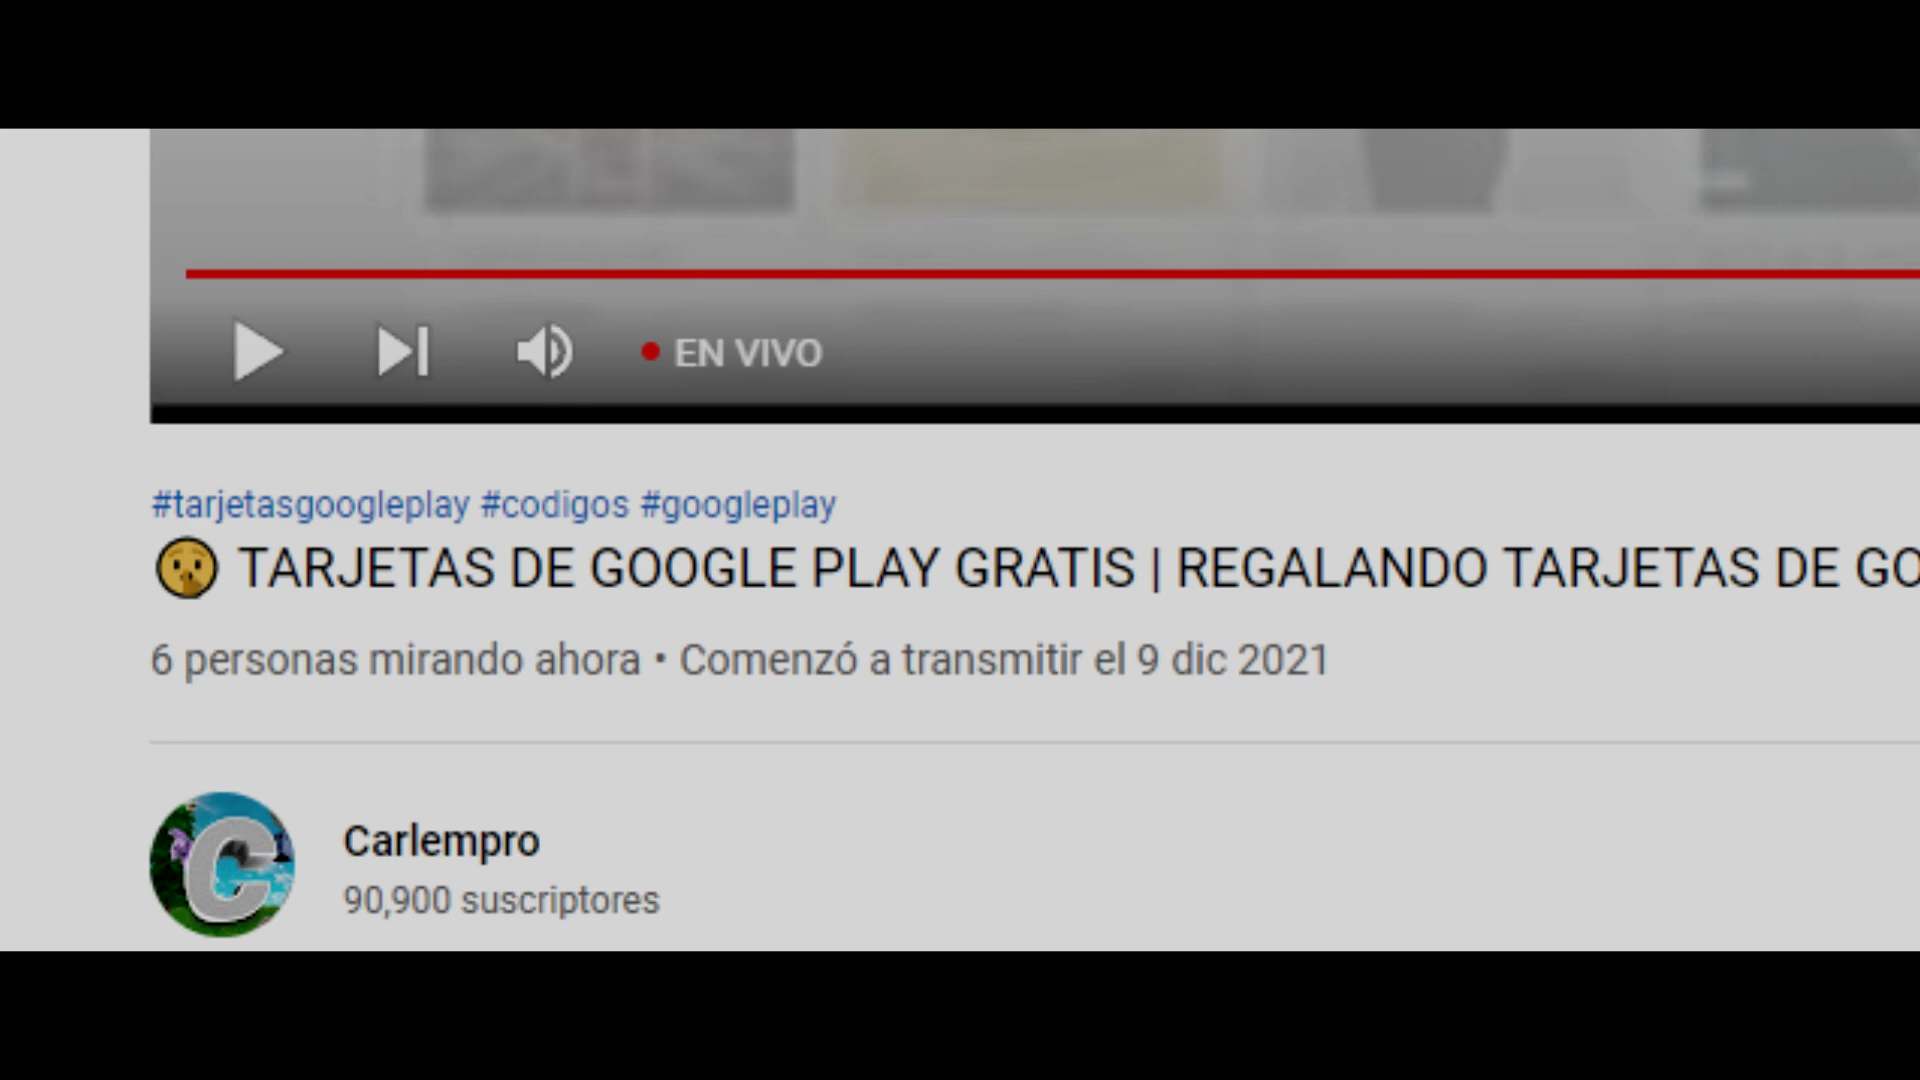 EN VIVO
#tarjetasgoogleplay #codigos #googleplay
TARJETAS DE GOOGLE PLAY GRATIS | REGALANDO TARJETAS DE GO
6 personas mirando ahora • Comenzó a transmitir el 9 dic 2021
Carlempro
90,900 suscriptores